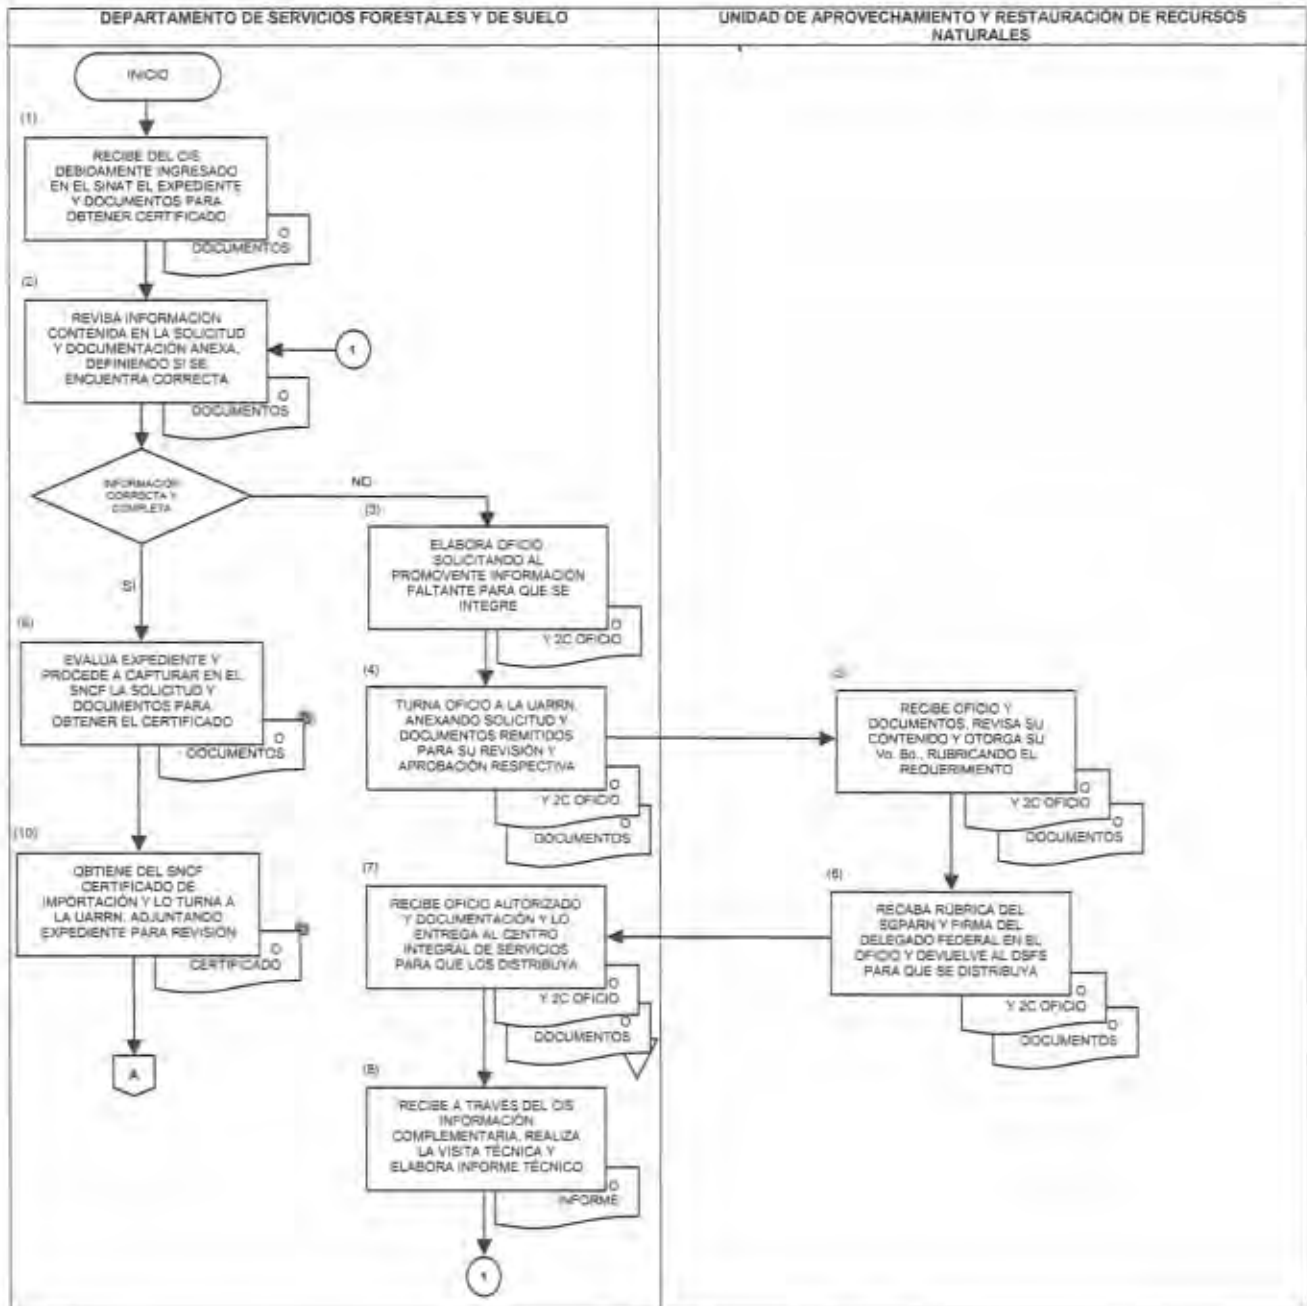 DEPARTAMENTO DE SERVICIOS FORESTALES Y DE SUELO
UNIDAD DE APROVECHAMIENTO Y RESTAURACIÓN DE RECURSOS
NATURALES
INICIO
(1)
RECIBE DEL CIS
DEBIDAMENTE INGRESADO
EN EL SINAT EL EXPEDIENTE
Y DOCUMENTOS PARA
OBTENER CERTIFICADO
O
DOCUMENTOS
(2)
REVISA INFORMACIÓN
CONTENIDA EN LA SOLICITUD
Y DOCUMENTACIÓN ANEXA,
DEFINIENDO SI SE
ENCUENTRA CORRECTA
1
O
DOCUMENTOS
INFORMACIÓN
CORRECTA Y
COMPLETA
NO
SI
(3)
ELABORA OFICIO
SOLICITANDO AL
PROMOVENTE INFORMACIÓN
FALTANTE PARA QUE SE
INTEGRE
O
Y 2C OFICIO
(4)
TURNA OFICIO A LA UARRN,
ANEXANDO SOLICITUD Y
DOCUMENTOS REMITIDOS
PARA SU REVISIÓN Y
APROBACIÓN RESPECTIVA
O
Y 2C OFICIO
O
DOCUMENTOS
RECIBE OFICIO Y
DOCUMENTOS, REVISA SU
CONTENIDO Y OTORGA SU
Vo. Bo., RUBRICANDO EL
REQUERIMIENTO
O
Y 2C OFICIO
O
DOCUMENTOS
(6)
RECABA RÚBRICA DEL
SGPARN Y FIRMA DEL
DELEGADO FEDERAL EN EL
OFICIO Y DEVUELVE AL DSFS
PARA QUE SE DISTRIBUYA
O
Y 2C OFICIO
O
DOCUMENTOS
(7)
RECIBE OFICIO AUTORIZADO
Y DOCUMENTACIÓN Y LO
ENTREGA AL CENTRO
INTEGRAL DE SERVICIOS
PARA QUE LOS DISTRIBUYA
O
Y 2C OFICIO
O
DOCUMENTOS
(8)
RECIBE A TRAVÉS DEL CIS
INFORMACIÓN
COMPLEMENTARIA, REALIZA
LA VISITA TÉCNICA Y
ELABORA INFORME TÉCNICO
O
INFORME
1
EVALUA EXPEDIENTE Y
PROCEDE A CAPTURAR EN EL
SNCF LA SOLICITUD Y
DOCUMENTOS PARA
OBTENER EL CERTIFICADO
O
DOCUMENTOS
(10)
OBTIENE DEL SNCF
CERTIFICADO DE
IMPORTACIÓN Y LO TURNA A
LA UARRN, ADJUNTANDO
EXPEDIENTE PARA REVISIÓN
O
CERTIFICADO
A